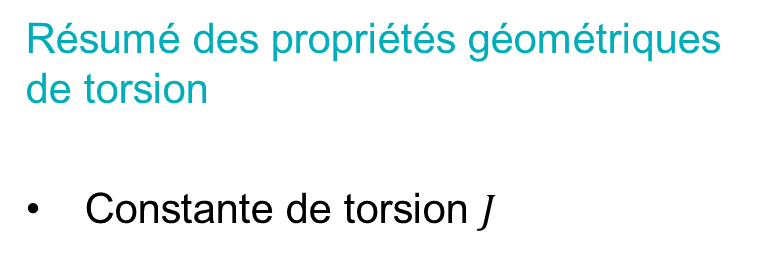 Résumé des propriétés géométriques
de torsion
• Constante de torsion J